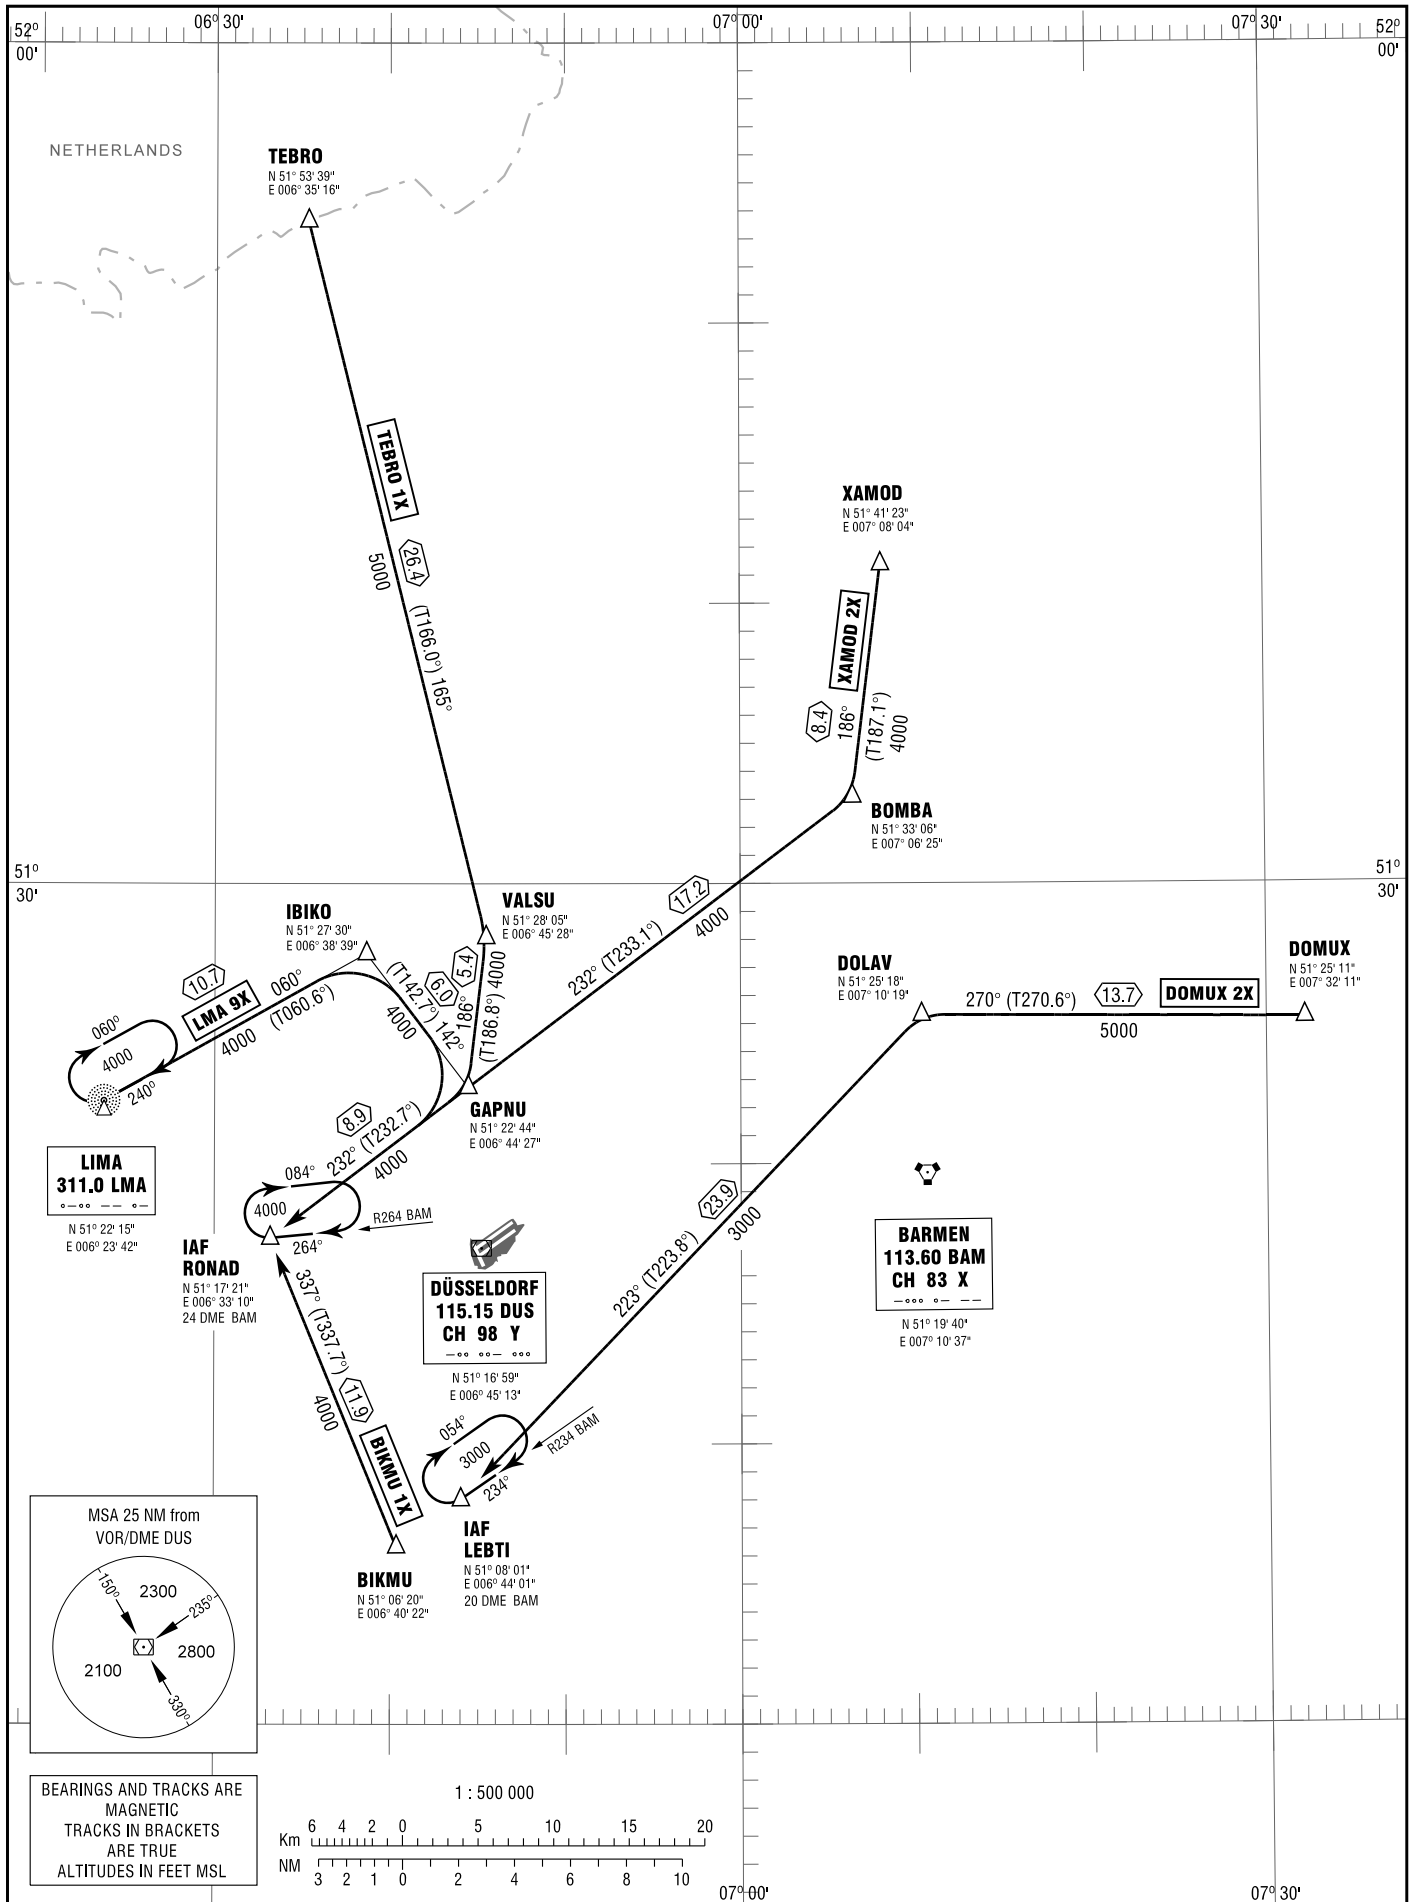 06° 30'
07° 00'
07° 30'
52°
00'
52°
00'
NETHERLANDS
TEBRO
N 51° 53' 39"
E 006° 35' 16"
TEBRO 1X
26.4
5000
(T166.0°) 165°
XAMOD
N 51° 41' 23"
E 007° 08' 04"
XAMOD 2X
8.4
186°
(T187.1°)
4000
BOMBA
N 51° 33' 06"
E 007° 06' 25"
51°
30'
51°
30'
VALSU
N 51° 28' 05"
E 006° 45' 28"
IBIKO
N 51° 27' 30"
E 006° 38' 39"
17.2
4000
232° (T233.1°)
5.4
186°
(T186.8°) 4000
6.0
(T142.7°) 142°
4000
10.7
060°
LMA 9X
(T060.6°)
4000
060°
4000
240°
DOLAV
N 51° 25' 18"
E 007° 10' 19"
DOMUX
N 51° 25' 11"
E 007° 32' 11"
270° (T270.6°)
13.7
DOMUX 2X
5000
GAPNU
N 51° 22' 44"
E 006° 44' 27"
8.9
232° (T232.7°)
4000
LIMA
311.0 LMA
N 51° 22' 15"
E 006° 23' 42"
084°
4000
264°
R264 BAM
IAF
RONAD
N 51° 17' 21"
E 006° 33' 10"
24 DME BAM
23.9
3000
223° (T223.8°)
BARMEN
113.60 BAM
CH 83 X
N 51° 19' 40"
E 007° 10' 37"
DÜSSELDORF
115.15 DUS
CH 98 Y
N 51° 16' 59"
E 006° 45' 13"
337° (T337.7°)
11.9
4000
BIKMU 1X
054°
3000
234°
R234 BAM
IAF
LEBTI
N 51° 08' 01"
E 006° 44' 01"
20 DME BAM
BIKMU
N 51° 06' 20"
E 006° 40' 22"
MSA 25 NM from
VOR/DME DUS
150°
2300
235°
2800
2100
330°
BEARINGS AND TRACKS ARE
MAGNETIC
TRACKS IN BRACKETS
ARE TRUE
ALTITUDES IN FEET MSL
1 : 500 000
Km 6 4 2 0 5 10 15 20
NM 3 2 1 0 2 4 6 8 10
07° 00'
07° 30'